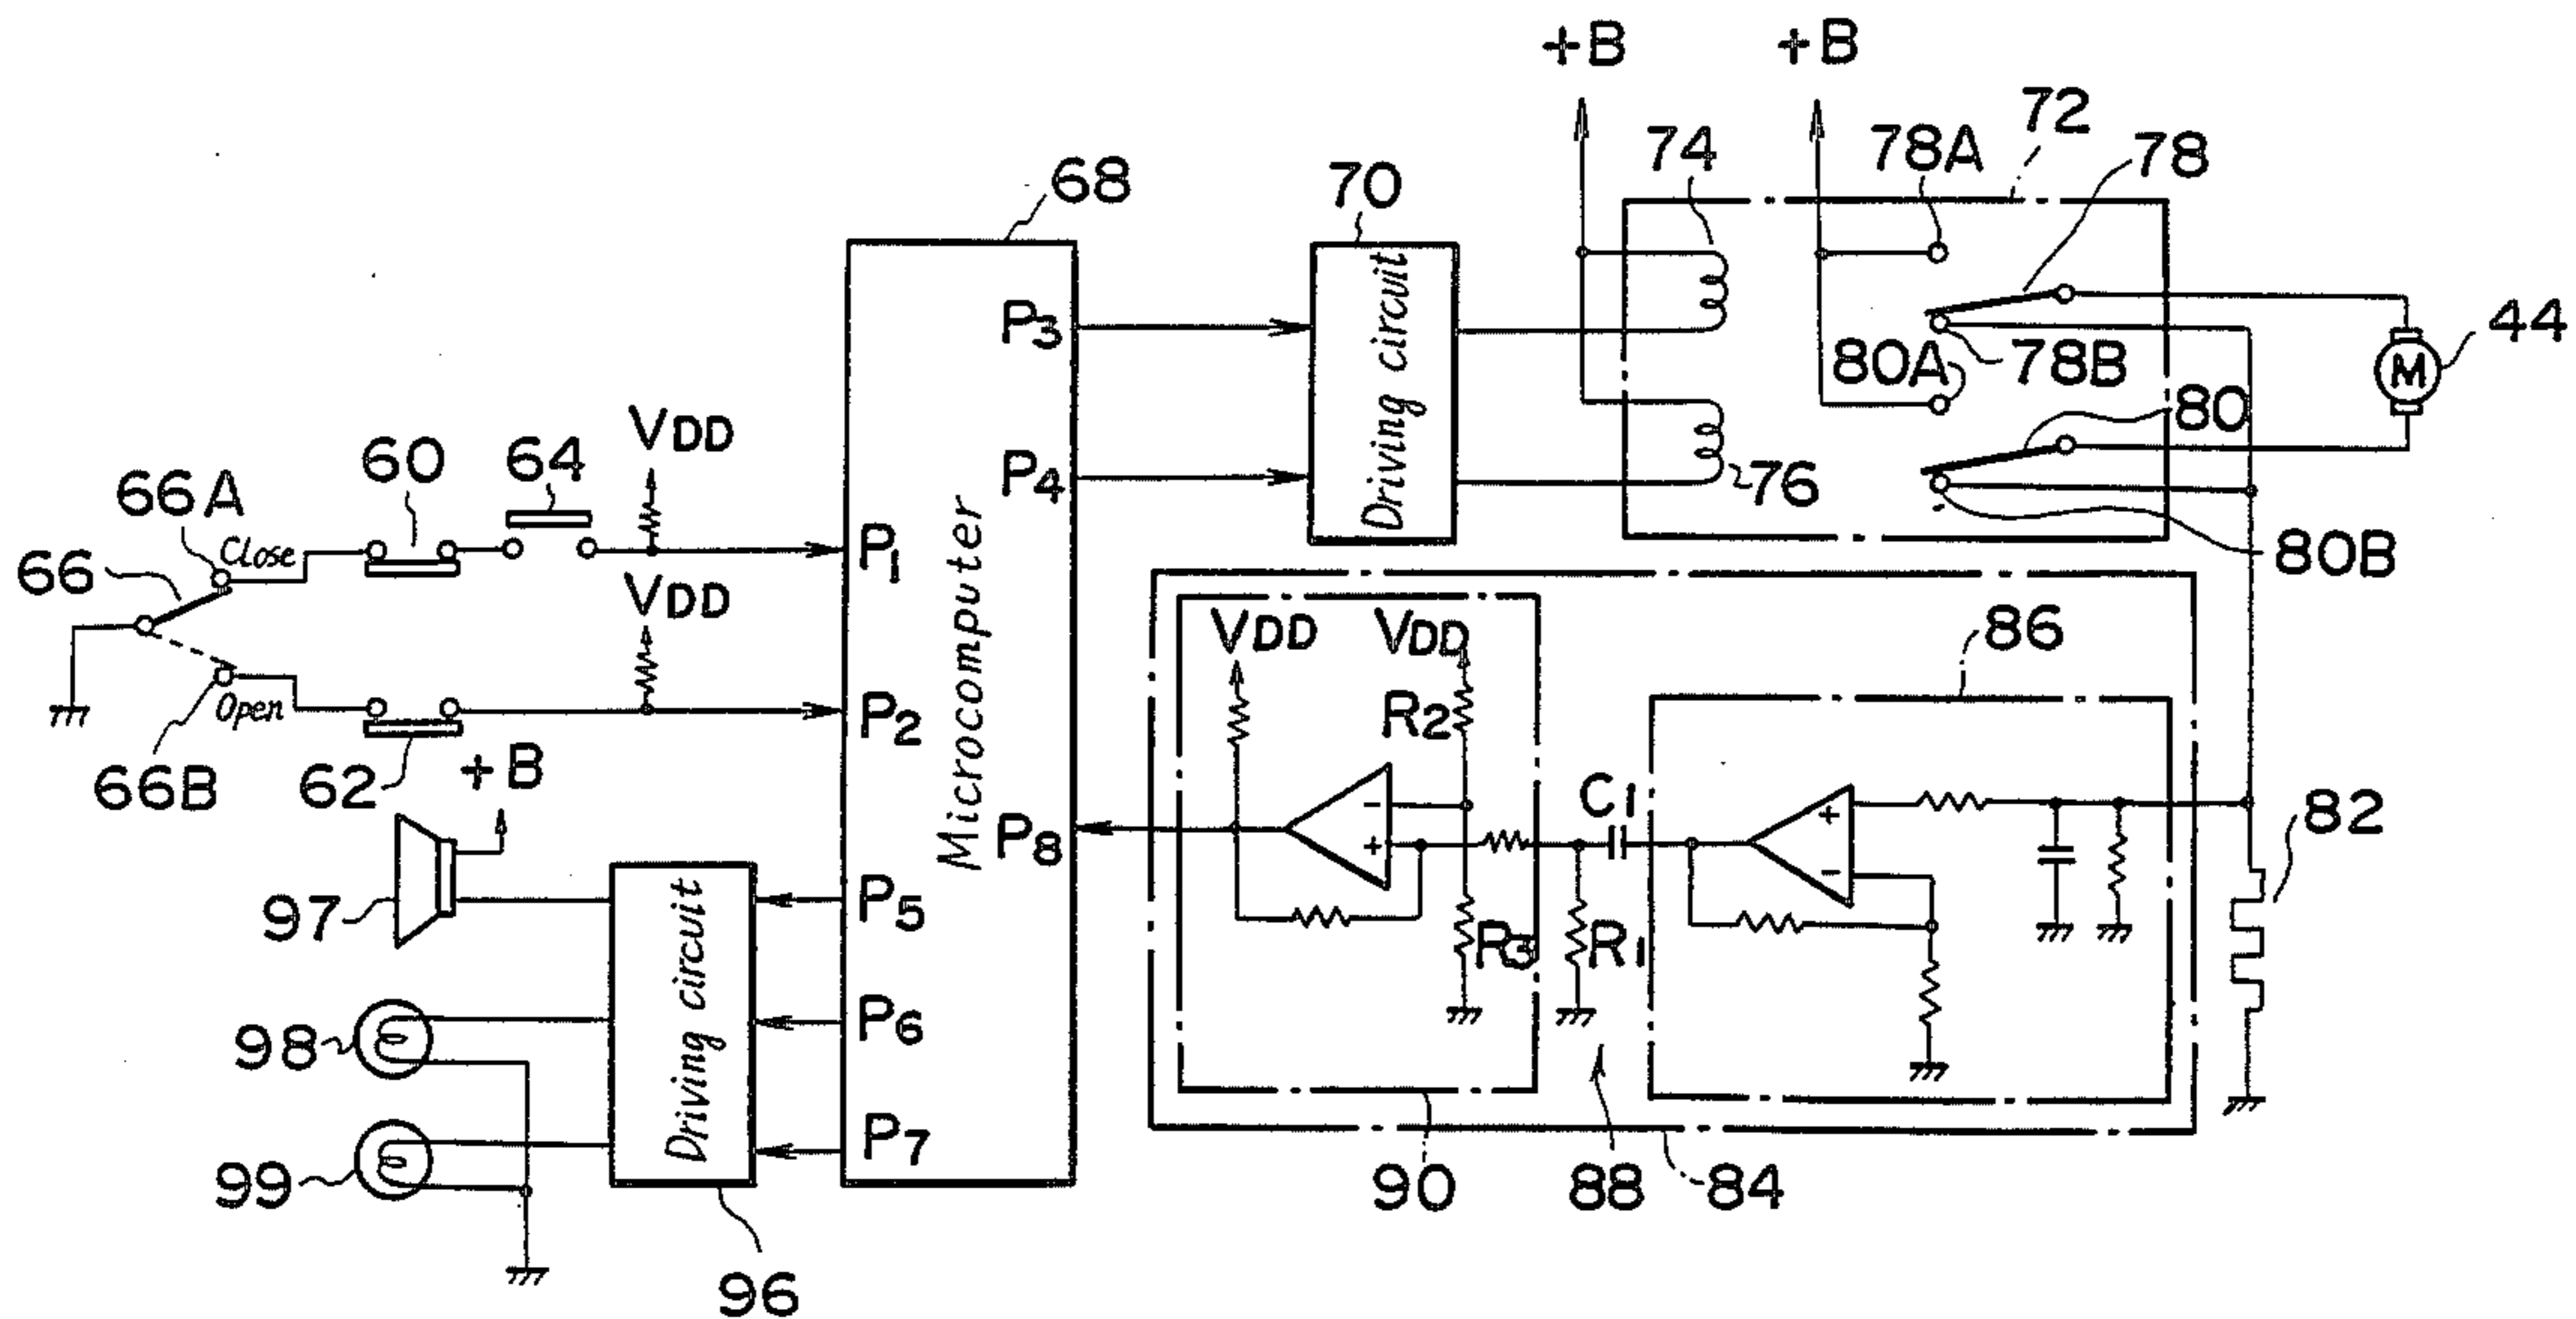 +B
+B
72
74
78A
78
68
70
P3
Driving circuit
80A
78B
44
M
VDD
80
60
64
P4
76
66A
Close
66
P1
Microcomputer
80B
VDD
66B
Open
62
P2
VDD
VDD
86
R2
+B
C1
82
-
+
+
-
P8
97
P5
R3
R1
Driving circuit
98
P6
99
P7
90
88
84
96